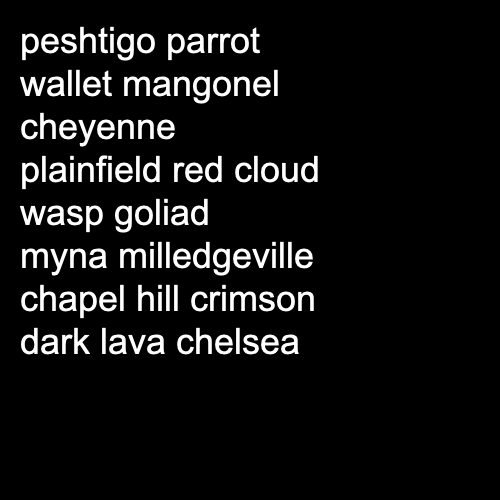 peshtigo parrot
wallet mangonel
cheyenne
plainfield red cloud
wasp goliad
myna milledgeville
chapel hill crimson
dark lava chelsea